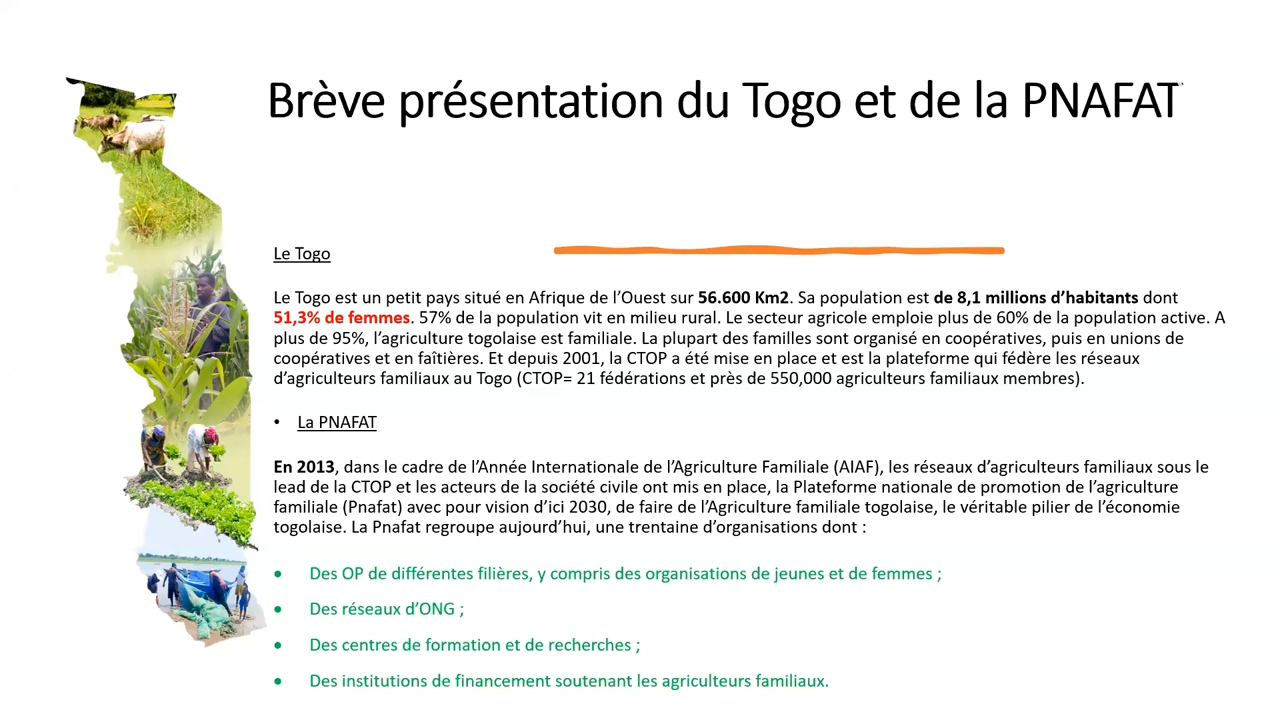 Brève présentation du Togo et de la PNAFAT
Le Togo
Le Togo est un petit pays situé en Afrique de l’Ouest sur 56.600 Km2. Sa population est de 8,1 millions d’habitants dont
51,3% de femmes. 57% de la population vit en milieu rural. Le secteur agricole emploie plus de 60% de la population active. A
plus de 95%, l’agriculture togolaise est familiale. La plupart des familles sont organisé en coopératives, puis en unions de
coopératives et en faîtières. Et depuis 2001, la CTOP a été mise en place et est la plateforme qui fédère les réseaux
d’agriculteurs familiaux au Togo (CTOP= 21 fédérations et près de 550,000 agriculteurs familiaux membres).
• La PNAFAT
En 2013, dans le cadre de l’Année Internationale de l’Agriculture Familiale (AIAF), les réseaux d’agriculteurs familiaux sous le
lead de la CTOP et les acteurs de la société civile ont mis en place, la Plateforme nationale de promotion de l’agriculture
familiale (Pnafat) avec pour vision d’ici 2030, de faire de l’Agriculture familiale togolaise, le véritable pilier de l’économie
togolaise. La Pnafat regroupe aujourd’hui, une trentaine d’organisations dont :
• Des OP de différentes filières, y compris des organisations de jeunes et de femmes ;
• Des réseaux d’ONG ;
• Des centres de formation et de recherches ;
• Des institutions de financement soutenant les agriculteurs familiaux.